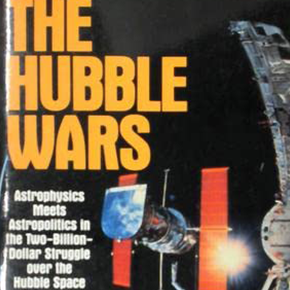 THE
HUBBLE
WARS
Astrophysics
Meets
Astropolitics in
the Two-Billion-
Dollar Struggle
over the
Hubble Space